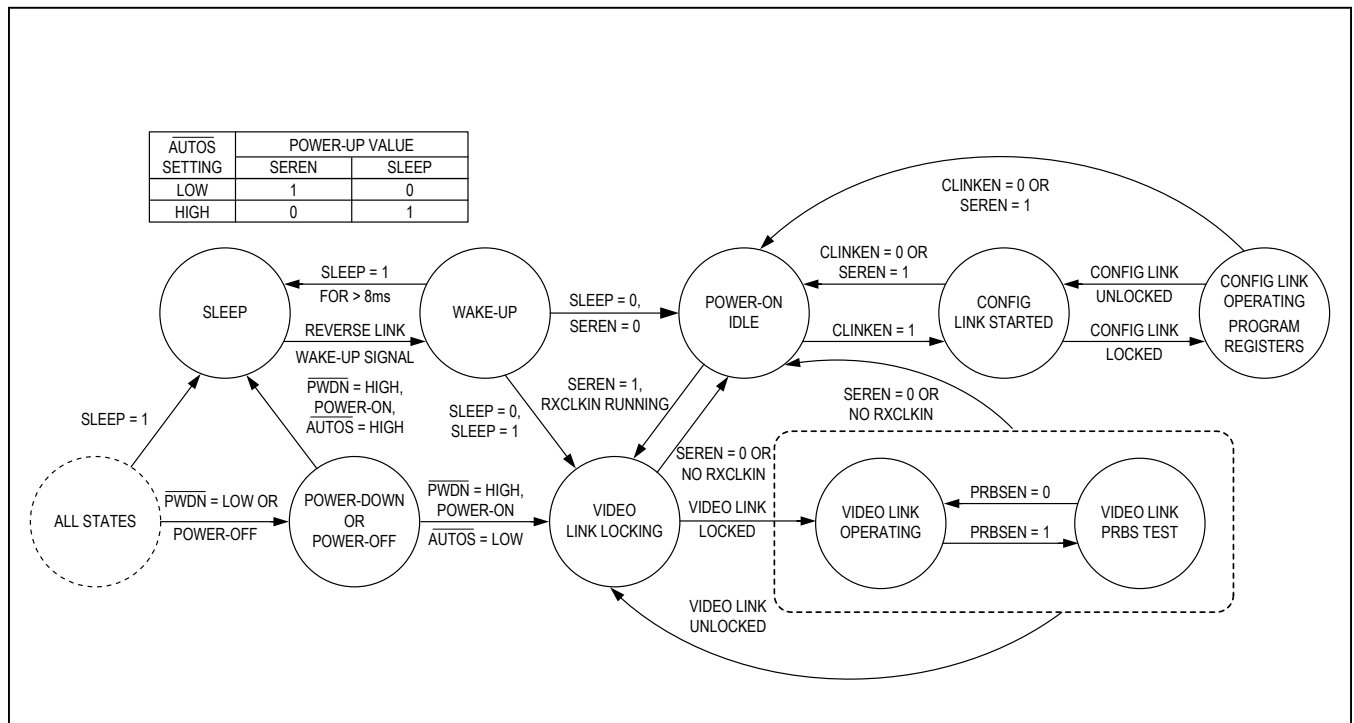 AUTOS SETTING
POWER-UP VALUE
SEREN
SLEEP
LOW
1
0
HIGH
0
1
CLINKEN = 0 OR
SEREN = 1
SLEEP
SLEEP = 1
FOR > 8ms
REVERSE LINK
WAKE-UP SIGNAL
WAKE-UP
SLEEP = 0,
SEREN = 0
POWER-ON
IDLE
CLINKEN = 0 OR
SEREN = 1
CLINKEN = 1
CONFIG
LINK STARTED
CONFIG LINK
UNLOCKED
CONFIG LINK
LOCKED
CONFIG LINK
OPERATING
PROGRAM
REGISTERS
SLEEP = 1
PWDN = HIGH,
POWER-ON,
AUTOS = HIGH
SLEEP = 0,
SLEEP = 1
SEREN = 1,
RXCLKIN RUNNING
SEREN = 0 OR
NO RXCLKIN
SEREN = 0 OR
NO RXCLKIN
ALL STATES
PWDN = LOW OR
POWER-OFF
POWER-DOWN
OR
POWER-OFF
PWDN = HIGH,
POWER-ON
AUTOS = LOW
VIDEO
LINK LOCKING
VIDEO LINK
LOCKED
VIDEO LINK
OPERATING
PRBSEN = 0
PRBSEN = 1
VIDEO LINK
PRBS TEST
VIDEO LINK
UNLOCKED